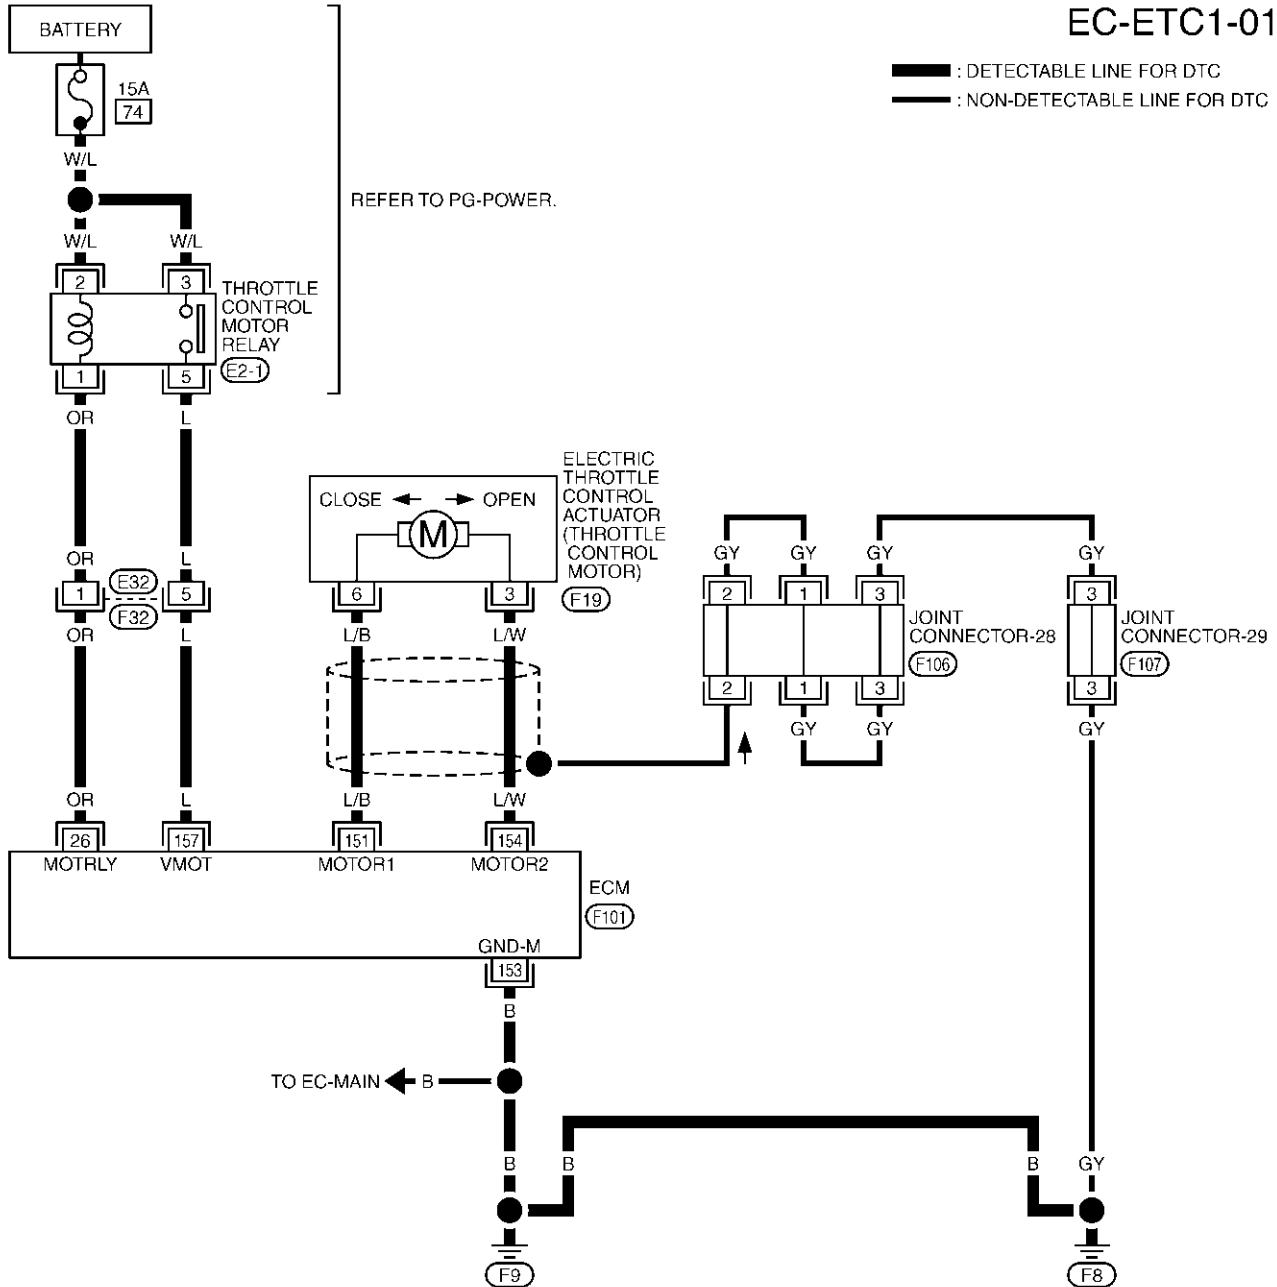 EC-ETC1-01
BATTERY
: DETECTABLE LINE FOR DTC
: NON-DETECTABLE LINE FOR DTC
15A
74
W/L
REFER TO PG-POWER.
W/L
W/L
2
3
THROTTLE
CONTROL
MOTOR
RELAY
E2-1
1
5
OR
L
ELECTRIC
THROTTLE
CONTROL
ACTUATOR
(THROTTLE
CONTROL
MOTOR)
F19
CLOSE
OPEN
M
OR
L
1
E32
F32
5
6
3
OR
L
L/B
L/W
GY
GY
GY
GY
2
1
3
3
JOINT
CONNECTOR-28
F106
JOINT
CONNECTOR-29
F107
2
1
3
3
GY
GY
GY
OR
L
L/B
L/W
26
157
151
154
MOTRLY
VMOT
MOTOR1
MOTOR2
ECM
F101
GND-M
153
B
TO EC-MAIN
B
B
B
B
GY
F9
F8